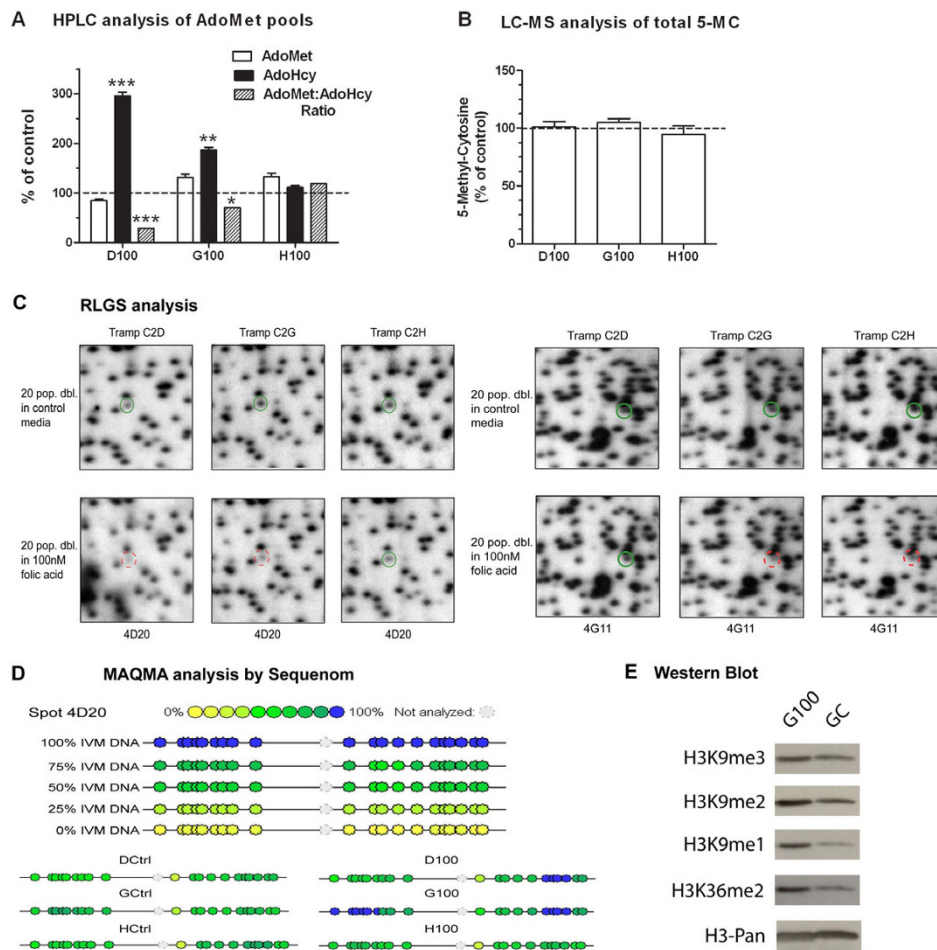 A HPLC analysis of AdoMet pools
AdoMet
AdoHcy
AdoMet:AdoHcy
Ratio
% of control
300
200
100
0
***
***
**
*
D100 G100 H100
B LC-MS analysis of total 5-MC
5-Methyl-Cytosine
(% of control)
150
100
50
0
D100 G100 H100
C RLGS analysis
Tramp C2D Tramp C2G Tramp C2H
20 pop. dbl.
in control
media
20 pop. dbl.
in 100nM
folic acid
4D20 4D20 4D20
Tramp C2D Tramp C2G Tramp C2H
20 pop. dbl.
in control
media
20 pop. dbl.
in 100nM
folic acid
4G11 4G11 4G11
D MAQMA analysis by Sequenom
Spot 4D20 0% 100% Not analyzed:
100% IVM DNA
75% IVM DNA
50% IVM DNA
25% IVM DNA
0% IVM DNA
DCtrl D100
GCtrl G100
HCtrl H100
E Western Blot
G100 GC
H3K9me3
H3K9me2
H3K9me1
H3K36me2
H3-Pan